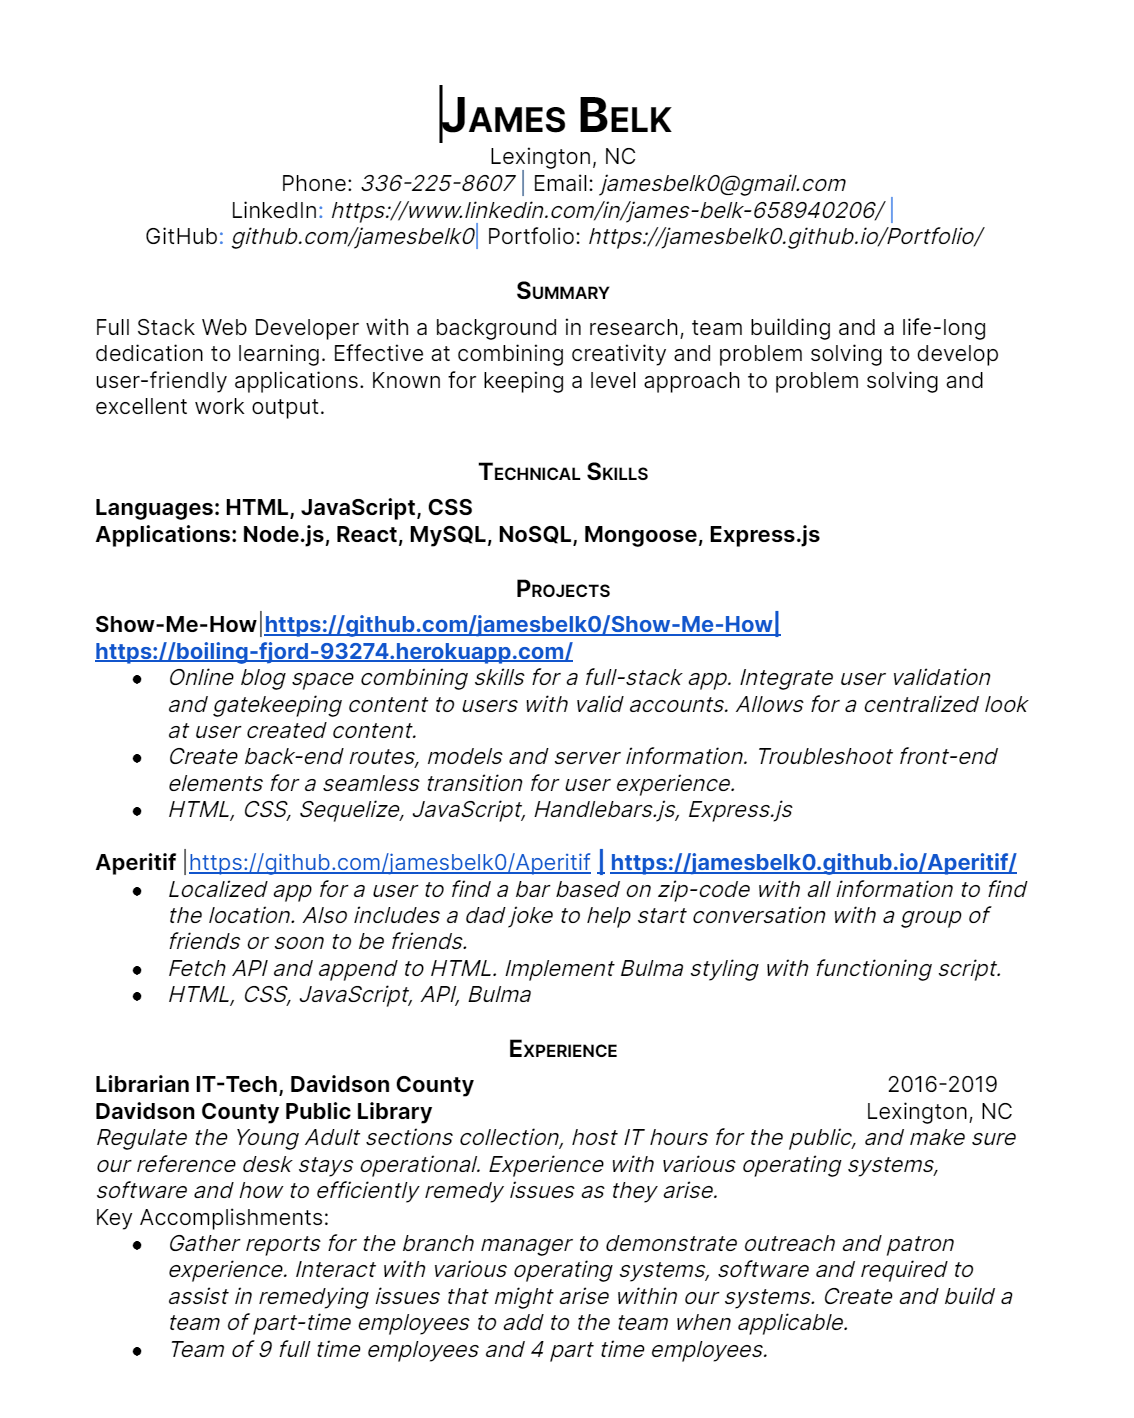 James Belk
Lexington, NC
Phone: 336-225-8607 | Email: jamesbelk0@gmail.com
LinkedIn: https://www.linkedin.com/in/james-belk-658940206/ |
GitHub: github.com/jamesbelk0| Portfolio: https://jamesbelk0.github.io/Portfolio/
Summary
Full Stack Web Developer with a background in research, team building and a life-long
dedication to learning. Effective at combining creativity and problem solving to develop
user-friendly applications. Known for keeping a level approach to problem solving and
excellent work output.
Technical Skills
Languages: HTML, JavaScript, CSS
Applications: Node.js, React, MySQL, NoSQL, Mongoose, Express.js
Projects
Show-Me-How|https://github.com/jamesbelk0/Show-Me-How|
https://boiling-fjord-93274.herokuapp.com/
● Online blog space combining skills for a full-stack app. Integrate user validation
and gatekeeping content to users with valid accounts. Allows for a centralized look
at user created content.
● Create back-end routes, models and server information. Troubleshoot front-end
elements for a seamless transition for user experience.
● HTML, CSS, Sequelize, JavaScript, Handlebars.js, Express.js
Aperitif |https://github.com/jamesbelk0/Aperitif | https://jamesbelk0.github.io/Aperitif/
● Localized app for a user to find a bar based on zip-code with all information to find
the location. Also includes a dad joke to help start conversation with a group of
friends or soon to be friends.
● Fetch API and append to HTML. Implement Bulma styling with functioning script.
● HTML, CSS, JavaScript, API, Bulma
Experience
Librarian IT-Tech, Davidson County 2016-2019
Davidson County Public Library Lexington, NC
Regulate the Young Adult sections collection, host IT hours for the public, and make sure
our reference desk stays operational. Experience with various operating systems,
software and how to efficiently remedy issues as they arise.
Key Accomplishments:
● Gather reports for the branch manager to demonstrate outreach and patron
experience. Interact with various operating systems, software and required to
assist in remedying issues that might arise within our systems. Create and build a
team of part-time employees to add to the team when applicable.
● Team of 9 full time employees and 4 part time employees.